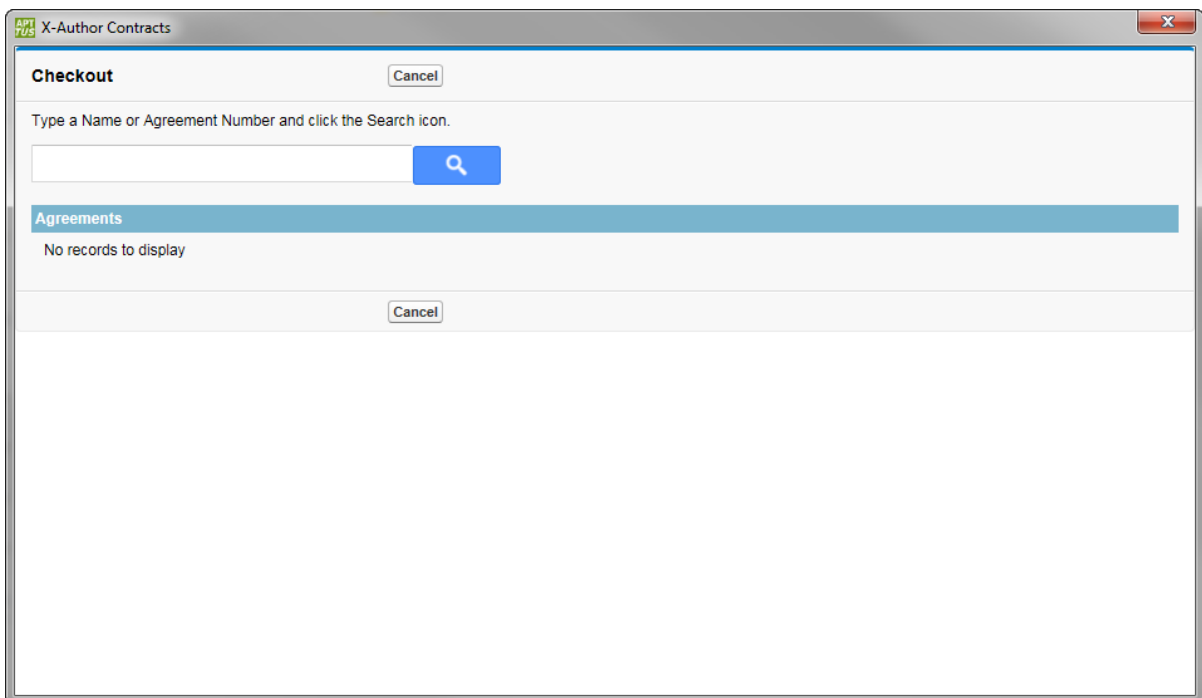 APT
TUS
X-Author Contracts
Checkout
Cancel
Type a Name or Agreement Number and click the Search icon.
Agreements
No records to display
Cancel